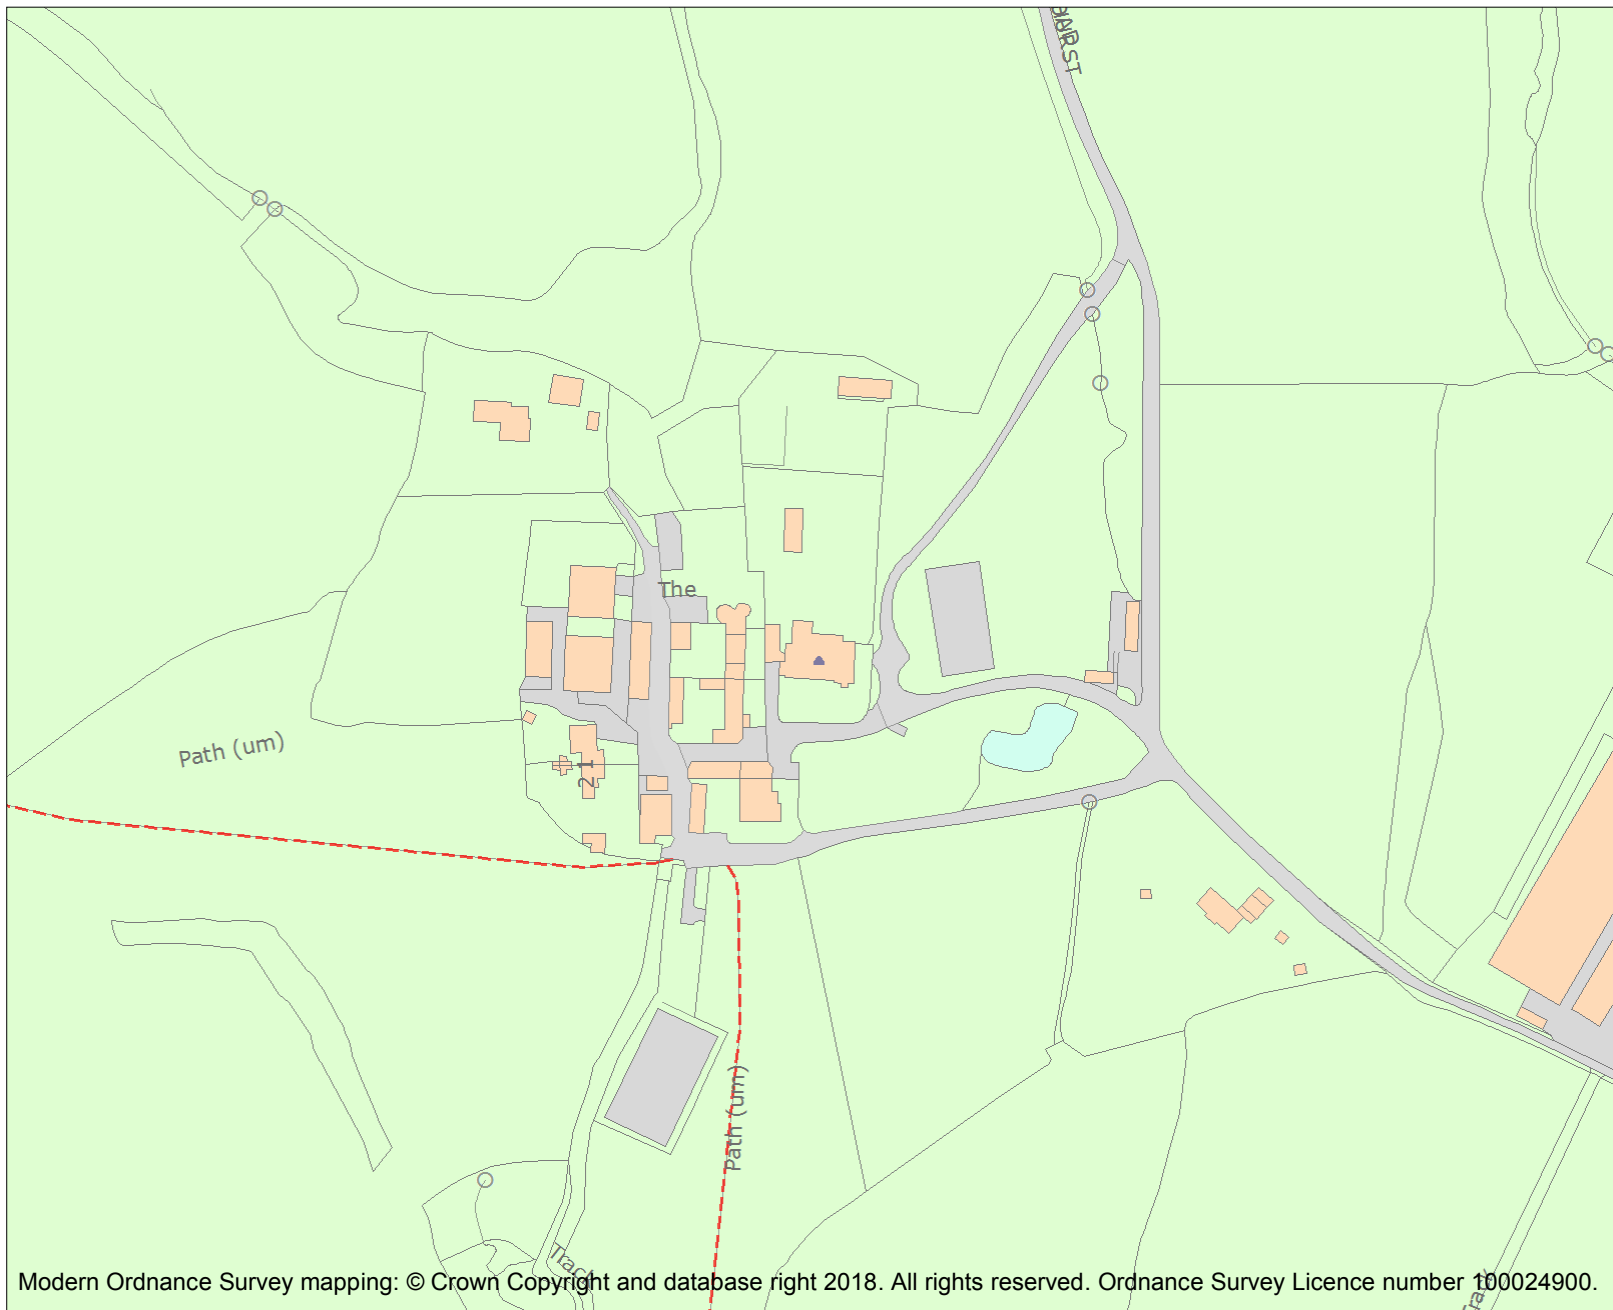 The
Path (um)
21
Path (um)
Track
Modern Ordnance Survey mapping: © Crown Copyright and database right 2018. All rights reserved. Ordnance Survey Licence number 100024900.